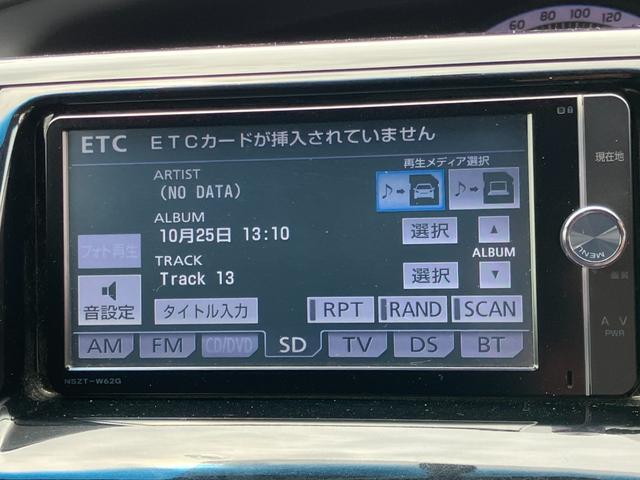 60 80 100 120
ETC ETCカードが挿入されていません
ARTIST
再生メディア選択
(NO DATA)
現在地
ALBUM
10月25日 13:10
選択
▲
MENU
フォト再生
ALBUM
TRACK
Track 13
選択
▼
画質
音設定
タイトル入力
RPT
RAND
SCAN
∧ ∨
PWR
AM
FM
CD/DVD
SD
TV
DS
BT
NSZT-W62G